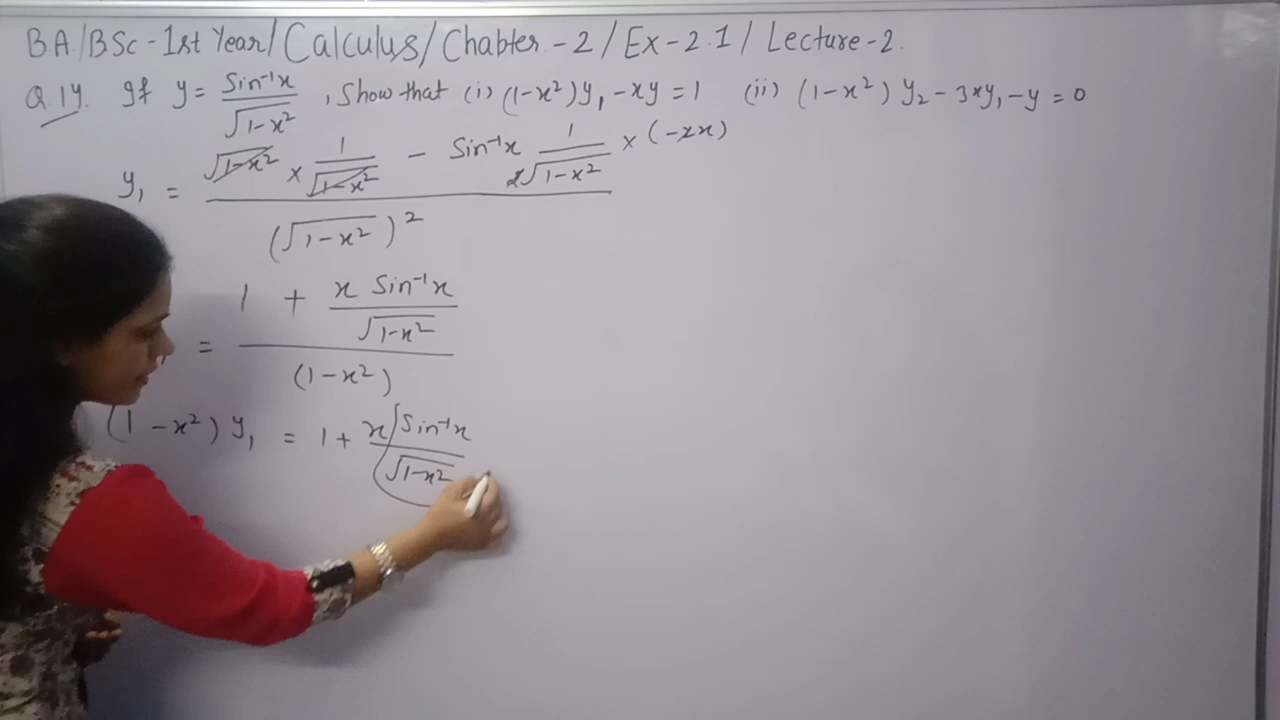 BA/BSc-1st Year/Calculus/Chabter-2/Ex-2.1/Lecture-2.
Q.14. If y = Sin⁻¹x / √(1-x²), Show that (i) (1-x²)y₁ - xy = 1 (ii) (1-x²) y₂ - 3xy₁ - y = 0
y₁ = (√(1-x²) × 1/√(1-x²) - Sin⁻¹x 1/(2√(1-x²)) × (-2x)) / (√(1-x²))²
= (1 + x Sin⁻¹x / √(1-x²)) / (1-x²)
(1-x²) y₁ = 1 + x Sin⁻¹x / √(1-x²)